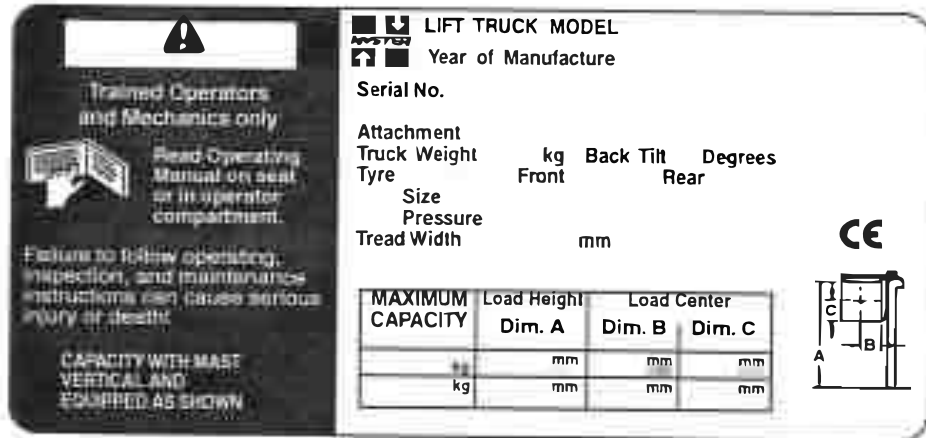 Trained Operators
and Mechanics only
Read Operating
Manual on seat
or in operator
compartment.
Failure to follow operating,
inspection, and maintenance
instructions can cause serious
injury or death!
CAPACITY WITH MAST
VERTICAL AND
EQUIPPED AS SHOWN
HYSTER
LIFT TRUCK MODEL
Year of Manufacture
Serial No.
Attachment
Truck Weight kg Back Tilt Degrees
Tyre Front Rear
Size
Pressure
Tread Width mm
MAXIMUM CAPACITY Load Height Dim. A Load Center Dim. B Dim. C
kg mm mm mm
kg mm mm mm
CE
C
B
A